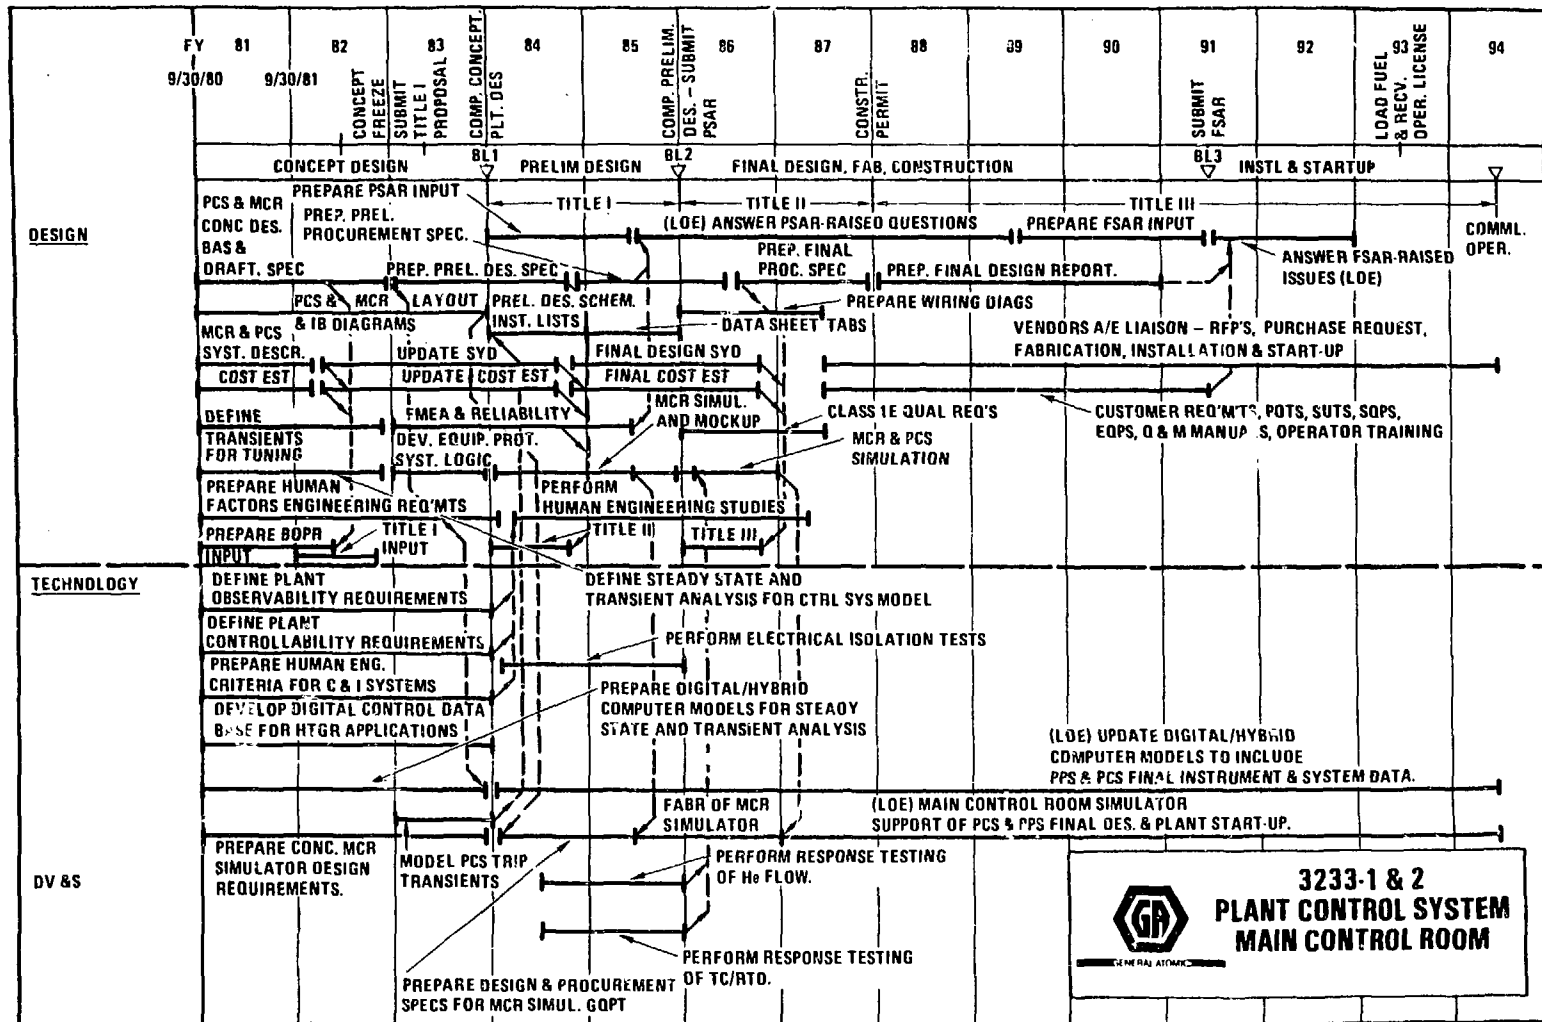 FY 81 82 83 84 85 86 87 88 89 90 91 92 93 94
9/30/80 9/30/81
CONCEPT
FREEZE
SUBMIT
TITLE I
PROPOSAL
COMP. CONCEPT.
PLT. DES
COMP. PRELIM.
DES. - SUBMIT
PSAR
CONSTR.
PERMIT
SUBMIT
FSAR
LOAD FUEL
& RECV.
OPER. LICENSE
BL1 BL2 BL3
CONCEPT DESIGN PRELIM DESIGN FINAL DESIGN, FAB, CONSTRUCTION INSTL & STARTUP
TITLE I TITLE II TITLE III
DESIGN
PCS & MCR
CONC DES.
BAS &
DRAFT. SPEC
PREPARE PSAR INPUT
PREP. PREL.
PROCUREMENT SPEC.
(LOE) ANSWER PSAR-RAISED QUESTIONS
PREPARE FSAR INPUT
COMML.
OPER.
ANSWER FSAR-RAISED
ISSUES (LOE)
PREP. PREL. DES. SPEC
PREP. FINAL
PROC. SPEC
PREP. FINAL DESIGN REPORT.
PCS & MCR LAYOUT
& IB DIAGRAMS
PREL. DES. SCHEM.
INST. LISTS
PREPARE WIRING DIAGS
DATA SHEET TABS
MCR & PCS
SYST. DESCR.
UPDATE SYD
FINAL DESIGN SYD
VENDORS A/E LIAISON - RFP'S, PURCHASE REQUEST,
FABRICATION, INSTALLATION & START-UP
COST EST
UPDATE COST EST
FINAL COST EST
DEFINE
TRANSIENTS
FOR TUNING
FMEA & RELIABILITY
MCR SIMUL.
AND MOCKUP
CLASS 1E QUAL REQ'S
CUSTOMER REQ'MTS, POTS, SUTS, SOPS,
EOPS, O & M MANUALS, OPERATOR TRAINING
DEV. EQUIP. PROT.
SYST. LOGIC
MCR & PCS
SIMULATION
PREPARE HUMAN
FACTORS ENGINEERING REQ'MTS
PERFORM
HUMAN ENGINEERING STUDIES
PREPARE BOPR
INPUT
TITLE I
INPUT
TITLE II
TITLE III
TECHNOLOGY
DEFINE PLANT
OBSERVABILITY REQUIREMENTS
DEFINE STEADY STATE AND
TRANSIENT ANALYSIS FOR CTRL SYS MODEL
DEFINE PLANT
CONTROLLABILITY REQUIREMENTS
PERFORM ELECTRICAL ISOLATION TESTS
PREPARE HUMAN ENG.
CRITERIA FOR C & I SYSTEMS
DEVELOP DIGITAL CONTROL DATA
BASE FOR HTGR APPLICATIONS
PREPARE DIGITAL/HYBRID
COMPUTER MODELS FOR STEADY
STATE AND TRANSIENT ANALYSIS
(LOE) UPDATE DIGITAL/HYBRID
COMPUTER MODELS TO INCLUDE
PPS & PCS FINAL INSTRUMENT & SYSTEM DATA.
FABR OF MCR
SIMULATOR
(LOE) MAIN CONTROL ROOM SIMULATOR
SUPPORT OF PCS & PPS FINAL DES. & PLANT START-UP.
DV &S
PREPARE CONC. MCR
SIMULATOR DESIGN
REQUIREMENTS.
MODEL PCS TRIP
TRANSIENTS
PERFORM RESPONSE TESTING
OF He FLOW.
PERFORM RESPONSE TESTING
OF TC/RTD.
PREPARE DESIGN & PROCUREMENT
SPECS FOR MCR SIMUL. GQPT
GA
GENERAL ATOMIC
3233-1 & 2
PLANT CONTROL SYSTEM
MAIN CONTROL ROOM